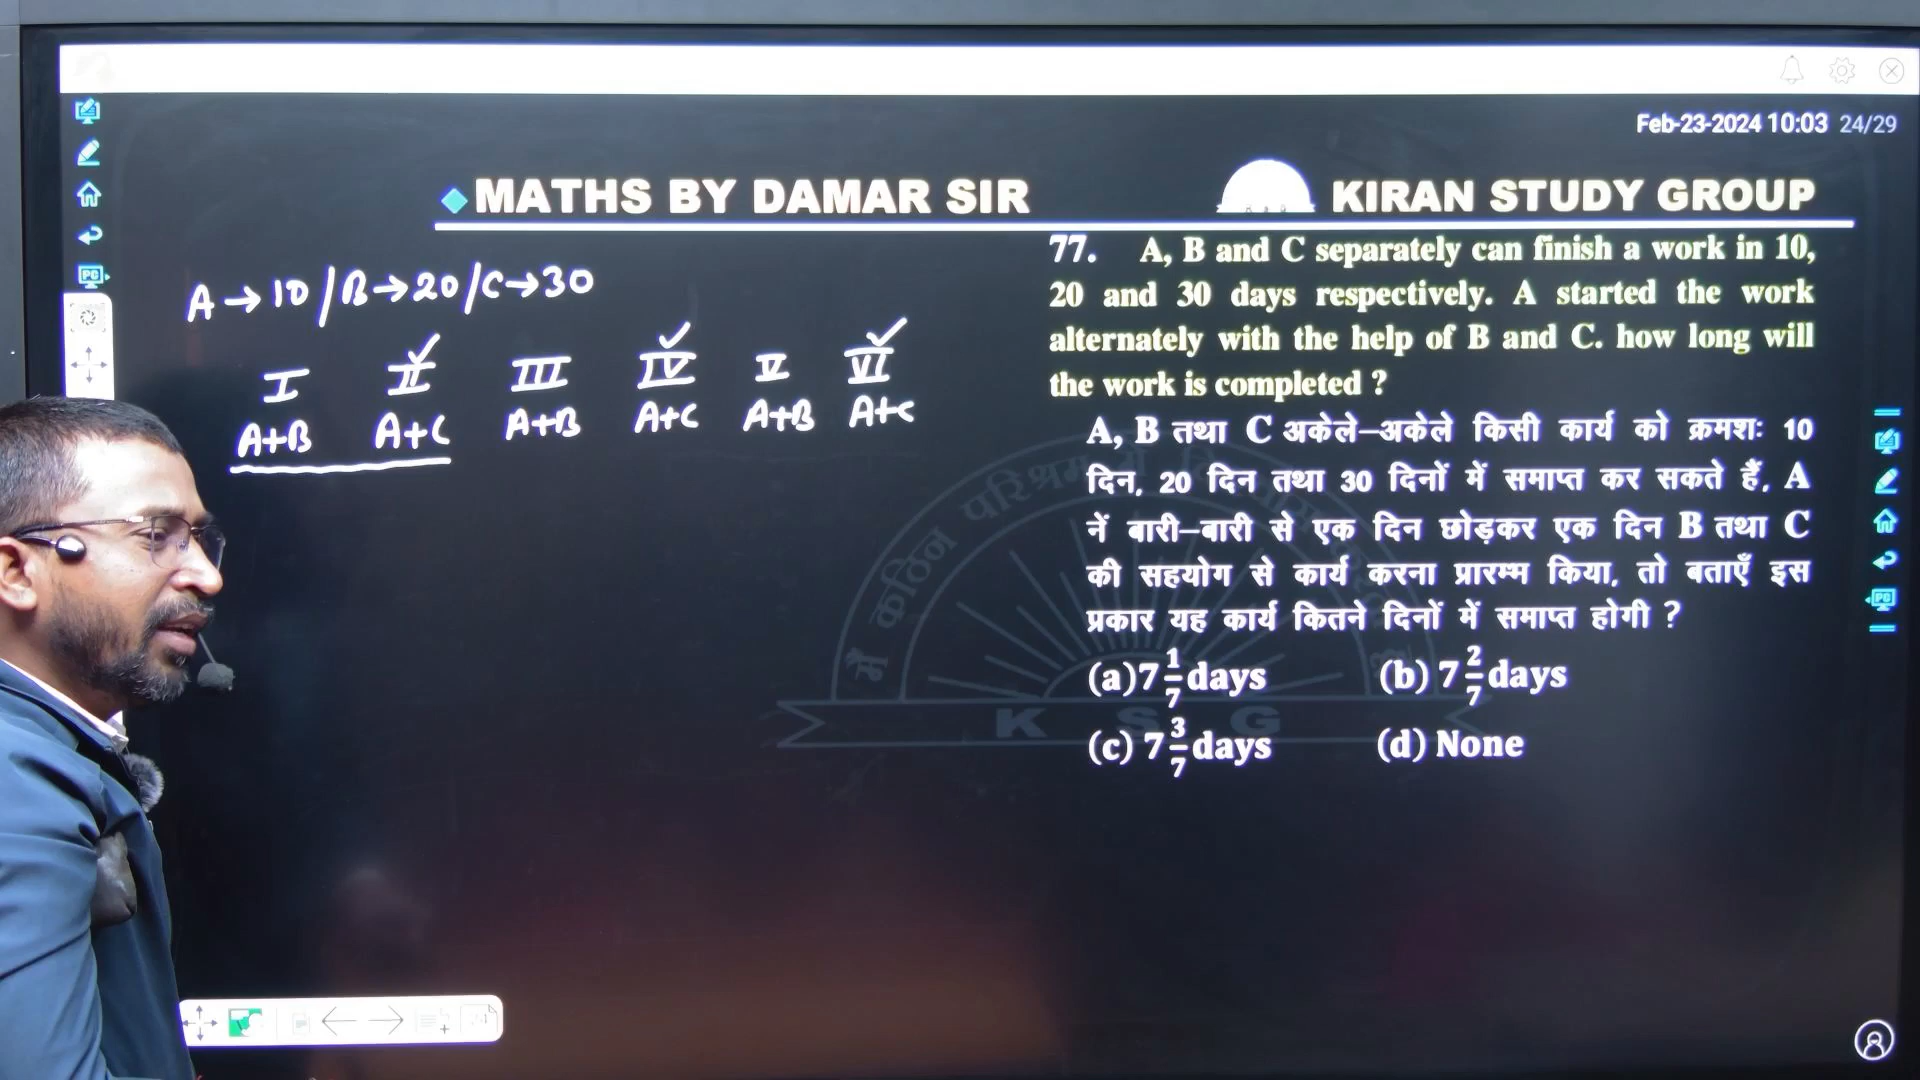 Feb-23-2024 10:03 24/29
MATHS BY DAMAR SIR
KIRAN STUDY GROUP
A→10/B→20/C→30
I II III IV V VI
A+B A+C A+B A+C A+B A+C
77. A, B and C separately can finish a work in 10,
20 and 30 days respectively. A started the work
alternately with the help of B and C. how long will
the work is completed ?
A, B तथा C अकेले–अकेले किसी कार्य को क्रमशः 10
दिन, 20 दिन तथा 30 दिनों में समाप्त कर सकते हैं, A
नें बारी–बारी से एक दिन छोड़कर एक दिन B तथा C
की सहयोग से कार्य करना प्रारम्भ किया, तो बताएँ इस
प्रकार यह कार्य कितने दिनों में समाप्त होगी ?
(a) 7 1/7 days (b) 7 2/7 days
(c) 7 3/7 days (d) None
K S G
PC
PC